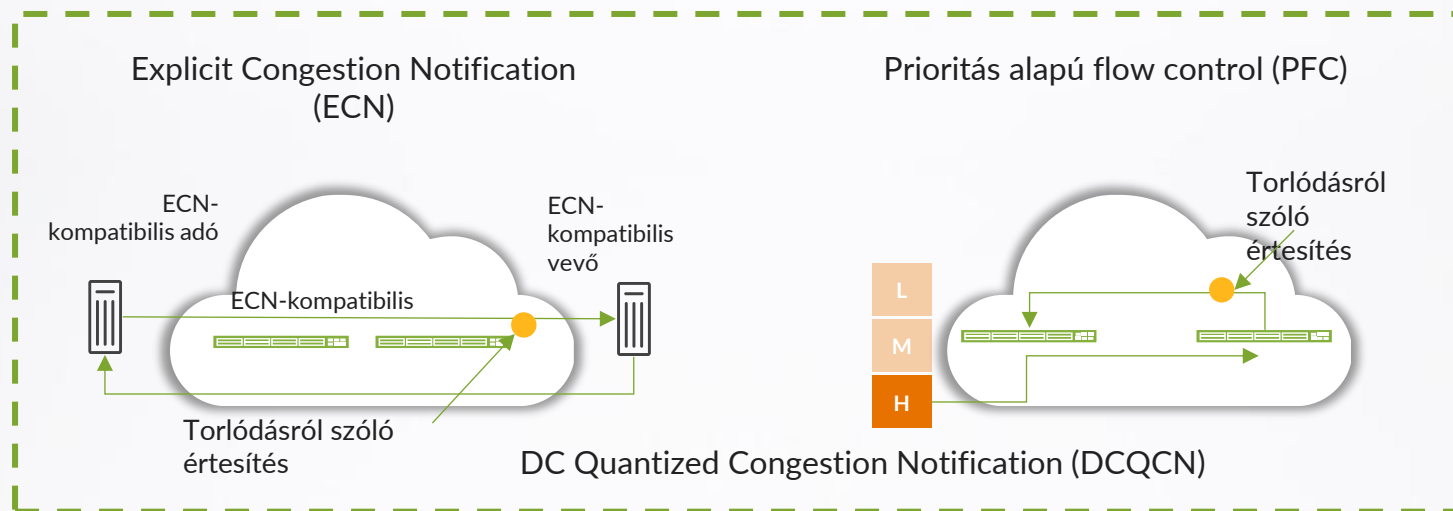 Explicit Congestion Notification
(ECN)
Prioritás alapú flow control (PFC)
ECN-
kompatibilis adó
ECN-
kompatibilis
vevő
ECN-kompatibilis
Torlódásról szóló
értesítés
Torlódásról
szóló
értesítés
L
M
H
DC Quantized Congestion Notification (DCQCN)